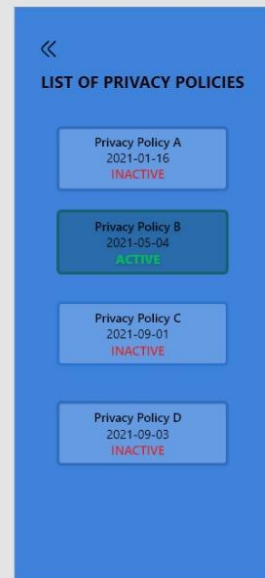 LIST OF PRIVACY POLICIES
Privacy Policy A
2021-01-16
INACTIVE
Privacy Policy B
2021-05-04
ACTIVE
Privacy Policy C
2021-09-01
INACTIVE
Privacy Policy D
2021-09-03
INACTIVE